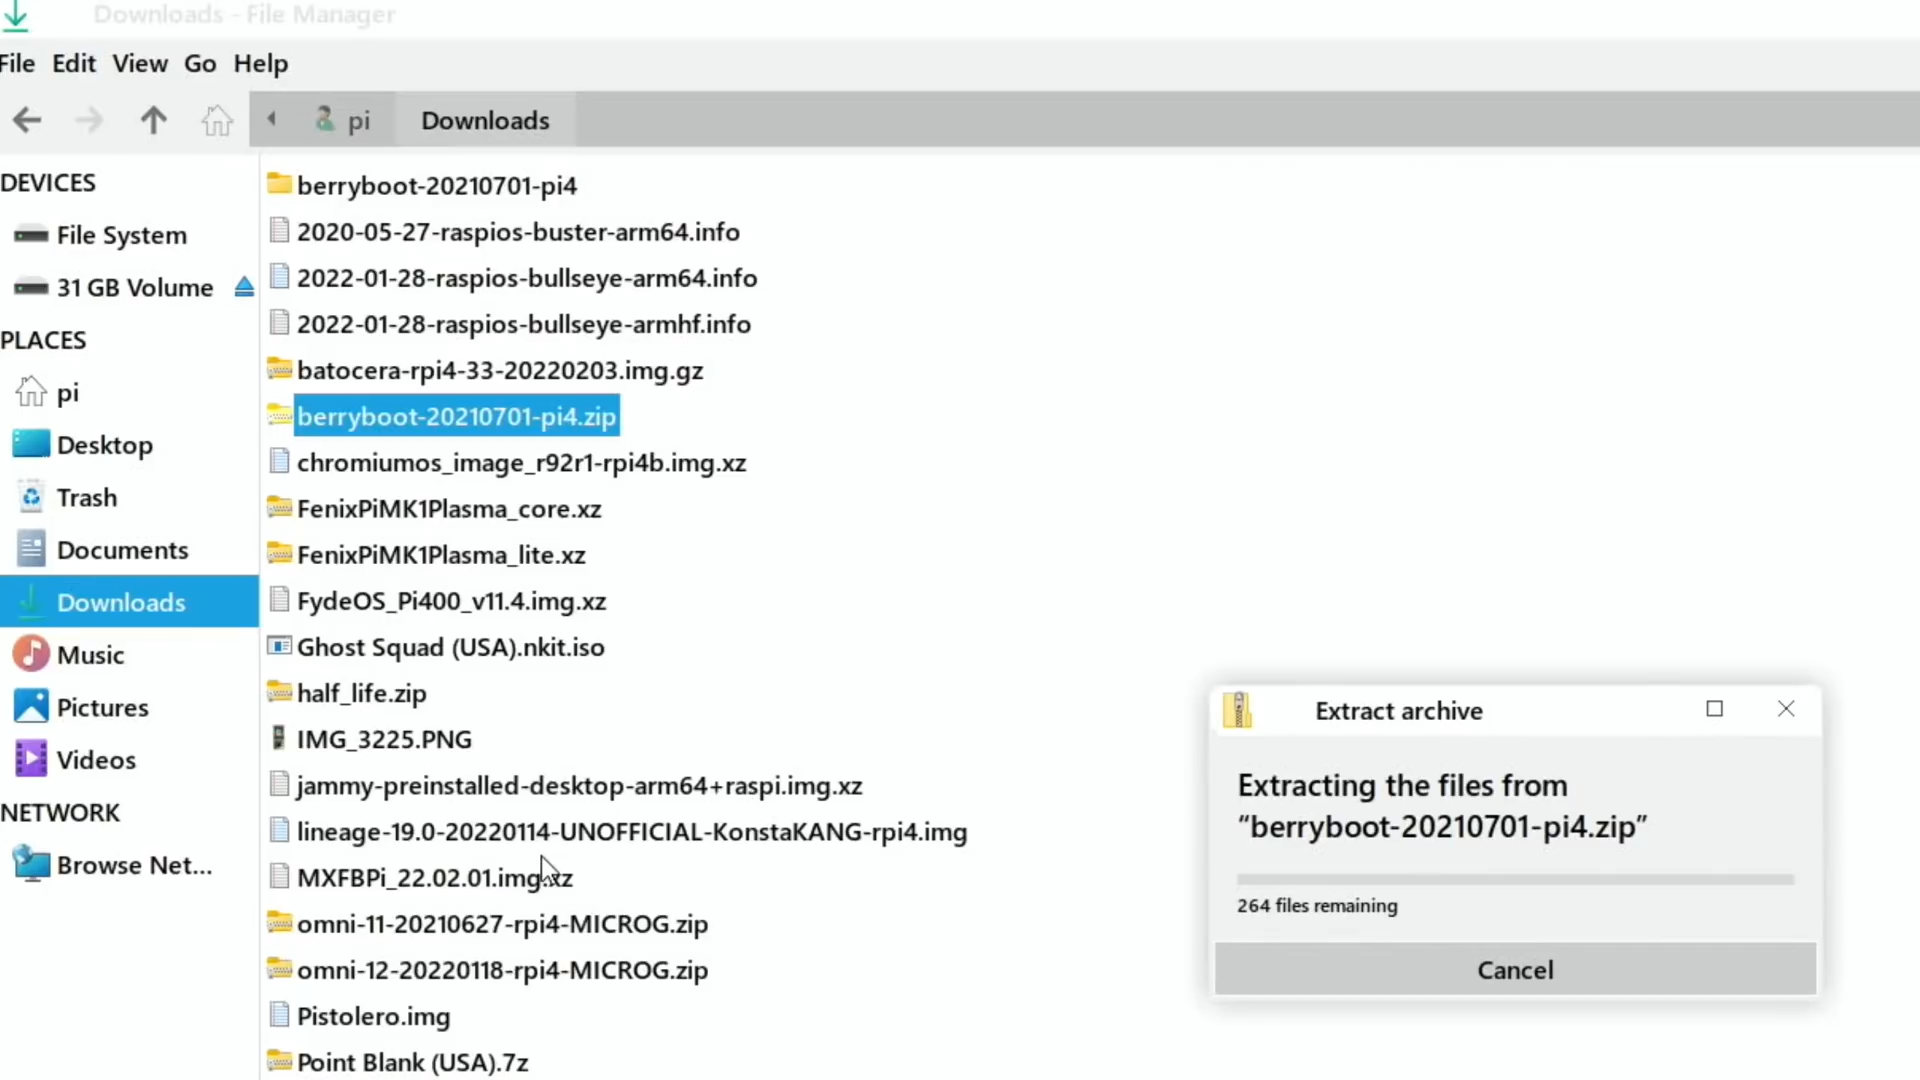 Downloads - File Manager
File Edit View Go Help
pi Downloads
DEVICES
File System
31 GB Volume
PLACES
pi
Desktop
Trash
Documents
Downloads
Music
Pictures
Videos
NETWORK
Browse Net...
berryboot-20210701-pi4
2020-05-27-raspios-buster-arm64.info
2022-01-28-raspios-bullseye-arm64.info
2022-01-28-raspios-bullseye-armhf.info
batocera-rpi4-33-20220203.img.gz
berryboot-20210701-pi4.zip
chromiumos_image_r92r1-rpi4b.img.xz
FenixPiMK1Plasma_core.xz
FenixPiMK1Plasma_lite.xz
FydeOS_Pi400_v11.4.img.xz
Ghost Squad (USA).nkit.iso
half_life.zip
IMG_3225.PNG
jammy-preinstalled-desktop-arm64+raspi.img.xz
lineage-19.0-20220114-UNOFFICIAL-KonstaKANG-rpi4.img
MXFBPi_22.02.01.img.xz
omni-11-20210627-rpi4-MICROG.zip
omni-12-20220118-rpi4-MICROG.zip
Pistolero.img
Point Blank (USA).7z
Extract archive
Extracting the files from
“berryboot-20210701-pi4.zip”
264 files remaining
Cancel